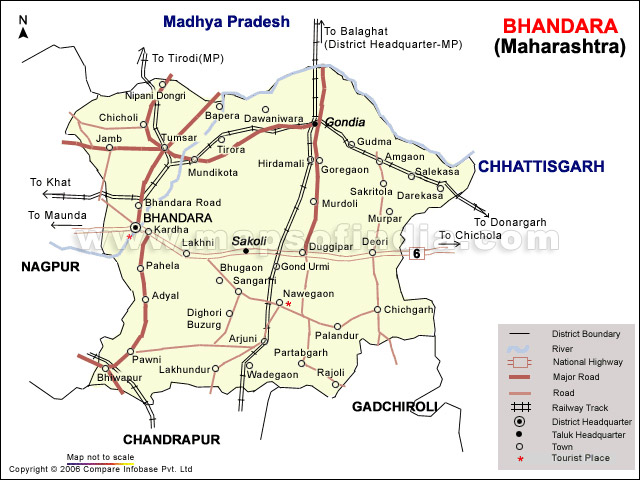 Madhya Pradesh
BHANDARA
(Maharashtra)
N
To Balaghat
(District Headquarter-MP)
To Tirodi(MP)
Nipani Dongri
Bapera
Dawaniwara
Gondia
Chicholi
Jamb
Tumsar
Tirora
Mundikota
Hirdamali
Goregaon
Gudma
Amgaon
Salekasa
Sakritola
Darekasa
CHHATTISGARH
To Khat
Bhandara Road
To Maunda
BHANDARA
Kardha
Murdoli
Murpar
To Donargarh
To Chichola
www.mapsofindia.com
Lakhni
Sakoli
Duggipar
Deori
6
NAGPUR
Pahela
Bhugaon
Gond Urmi
Sangarhi
Adyal
Nawegaon
Dighori
Buzurg
Chichgarh
Palandur
Arjuni
Pawni
Partabgarh
Bhiwapur
Lakhundur
Wadegaon
Rajoli
GADCHIROLI
CHANDRAPUR
District Boundary
River
National Highway
Major Road
Road
Railway Track
District Headquarter
Taluk Headquarter
Town
Tourist Place
Map not to scale
Copyright © 2006 Compare Infobase Pvt. Ltd